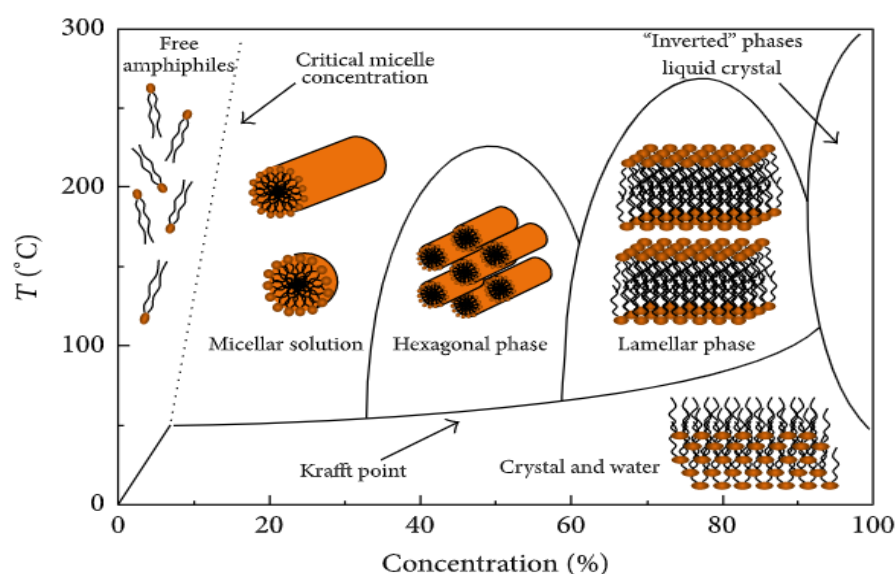 300
200
100
0
T (°C)
Free
amphiphiles
Critical micelle
concentration
“Inverted” phases
liquid crystal
Micellar solution
Hexagonal phase
Lamellar phase
Krafft point
Crystal and water
0
20
40
60
80
100
Concentration (%)